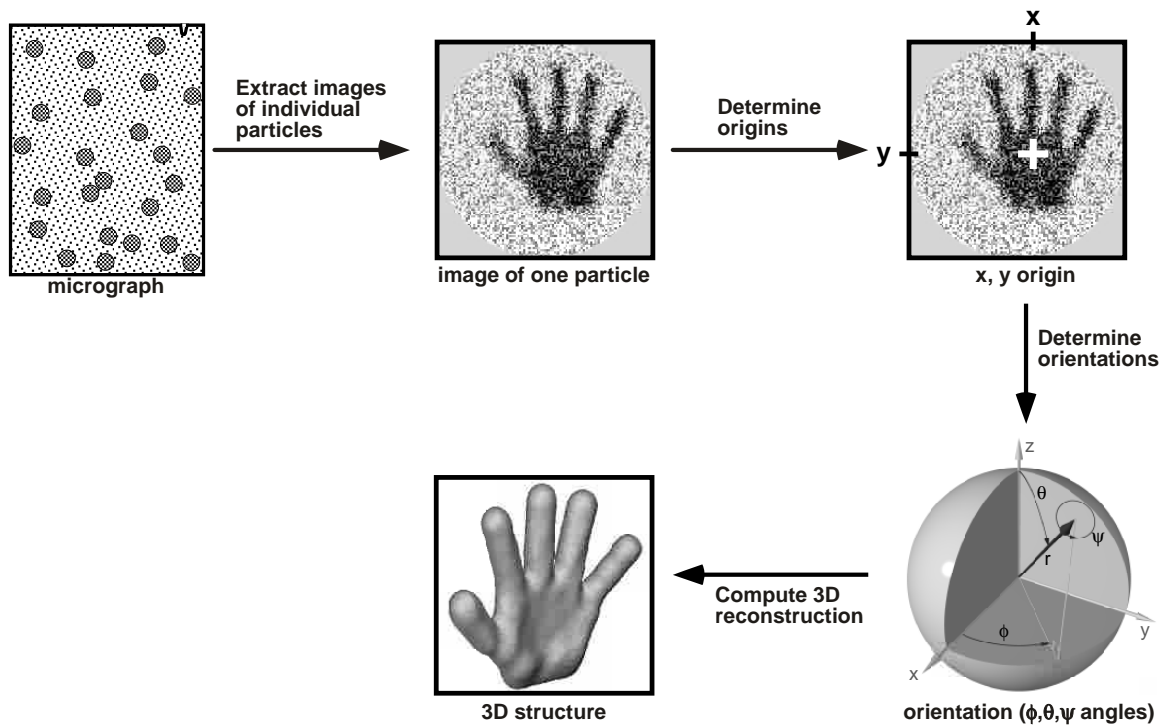 Extract images
of individual
particles
micrograph
image of one particle
Determine
origins
x
y
x, y origin
Determine
orientations
z
θ
ψ
r
y
ϕ
x
orientation (ϕ,θ,ψ angles)
Compute 3D
reconstruction
3D structure